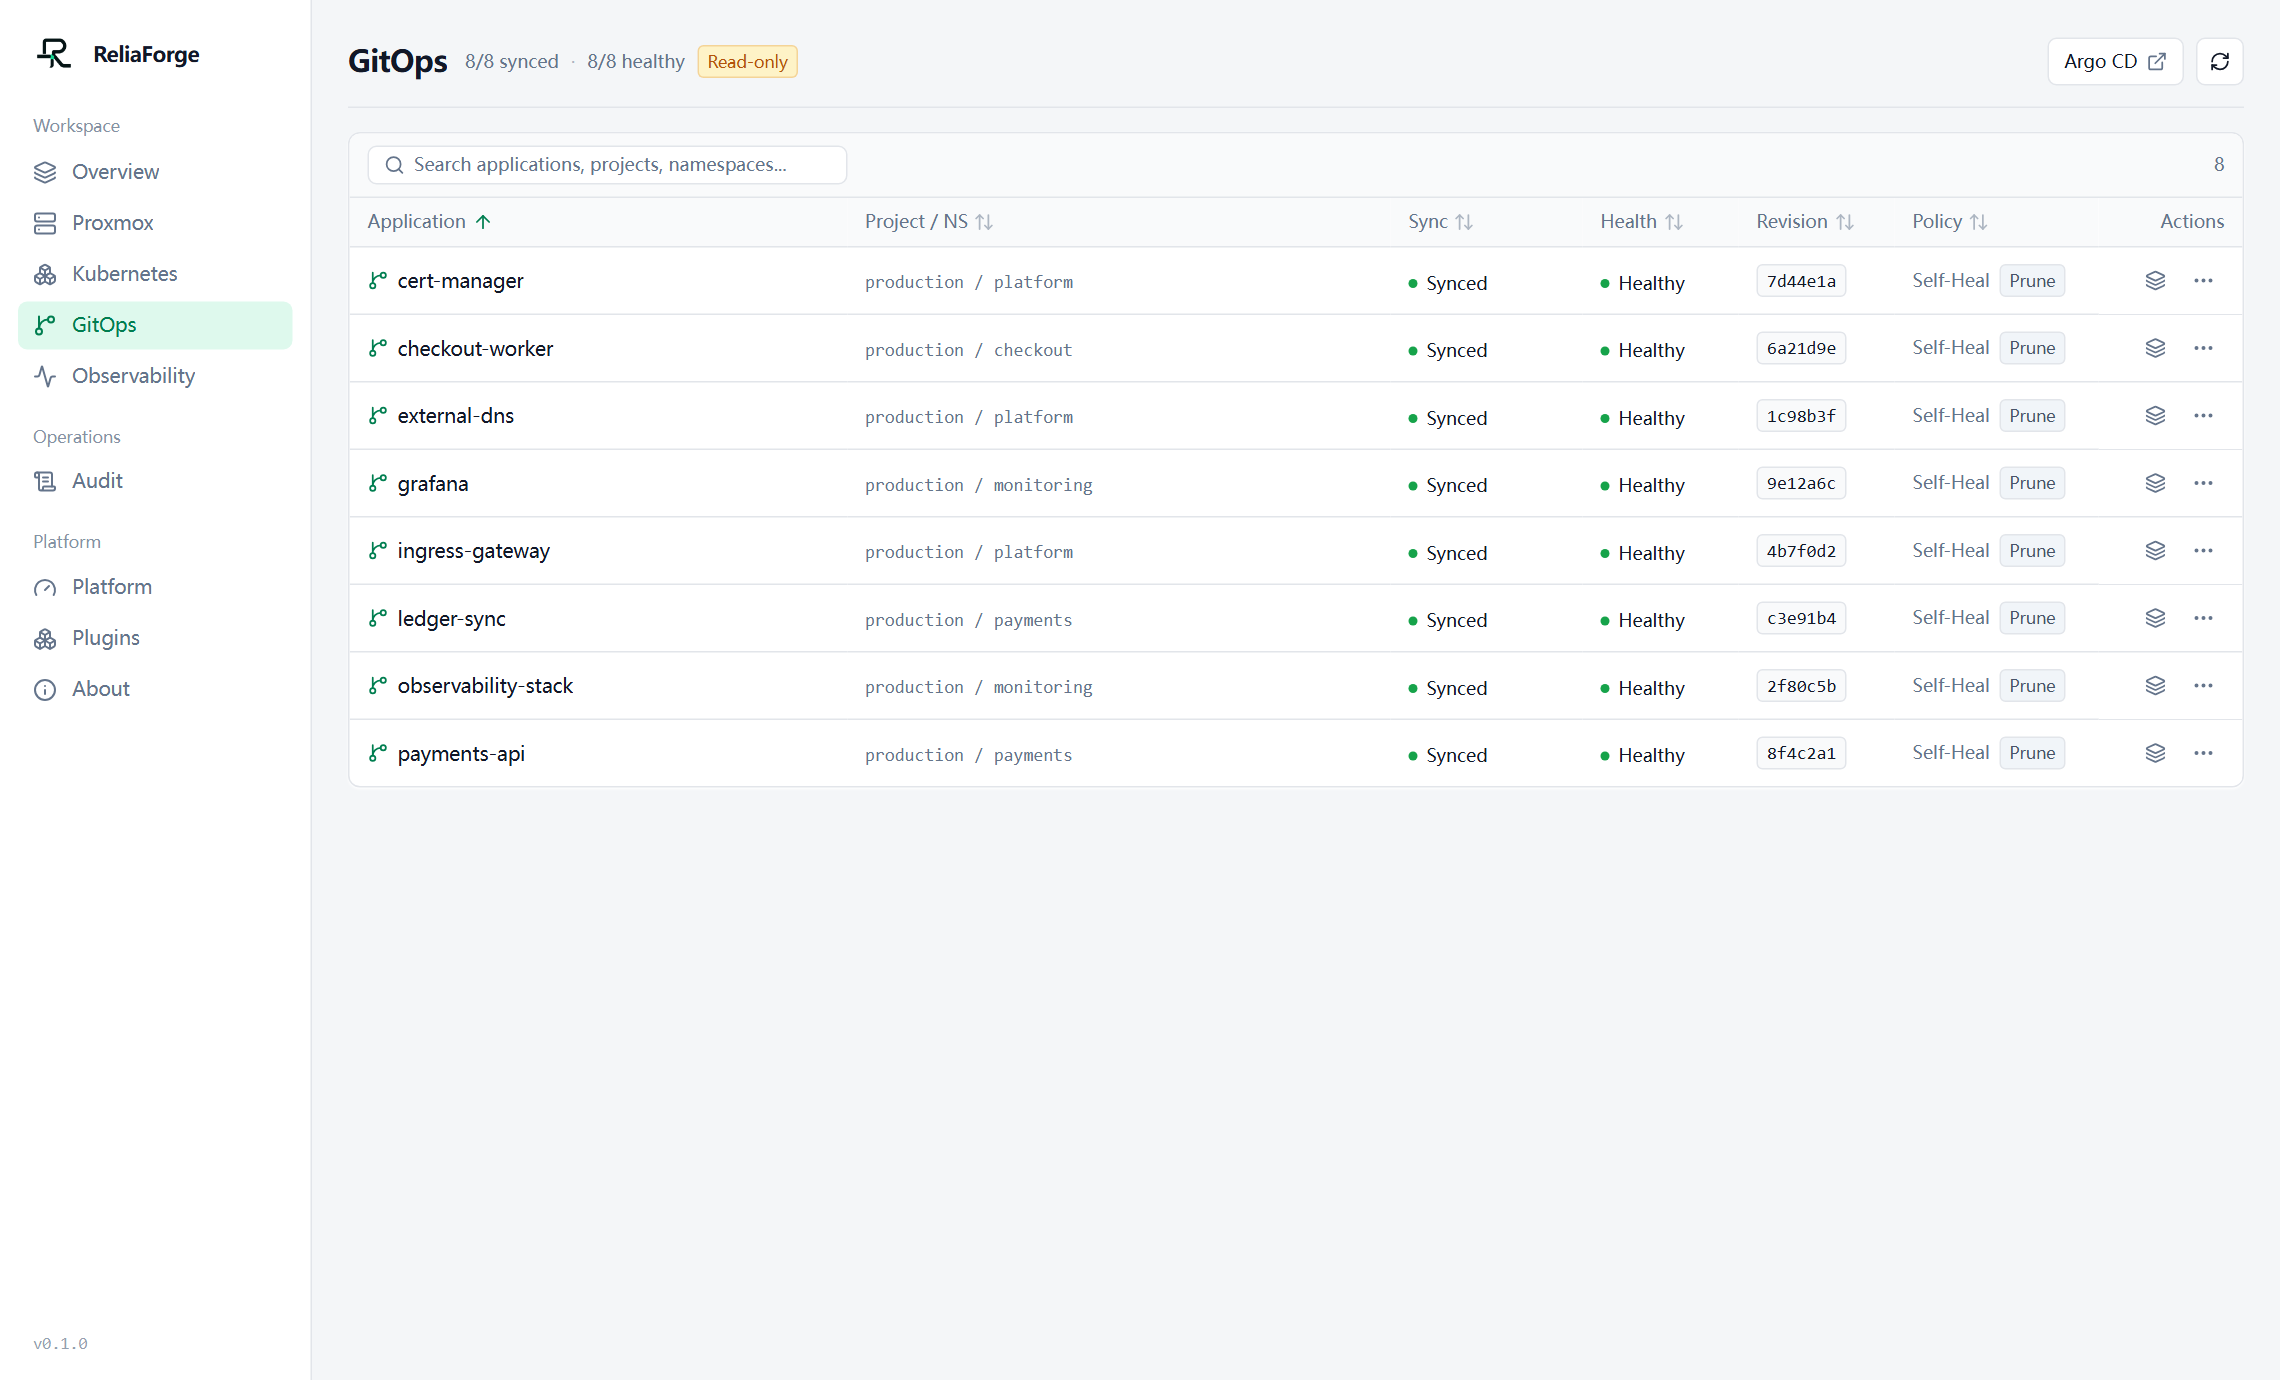 ReliaForge
Workspace
Overview
Proxmox
Kubernetes
GitOps
Observability
Operations
Audit
Platform
Platform
Plugins
About
v0.1.0
GitOps 8/8 synced · 8/8 healthy Read-only
Argo CD
Search applications, projects, namespaces...
8
Application Project / NS Sync Health Revision Policy Actions
cert-manager production / platform Synced Healthy 7d44e1a Self-Heal Prune
checkout-worker production / checkout Synced Healthy 6a21d9e Self-Heal Prune
external-dns production / platform Synced Healthy 1c98b3f Self-Heal Prune
grafana production / monitoring Synced Healthy 9e12a6c Self-Heal Prune
ingress-gateway production / platform Synced Healthy 4b7f0d2 Self-Heal Prune
ledger-sync production / payments Synced Healthy c3e91b4 Self-Heal Prune
observability-stack production / monitoring Synced Healthy 2f80c5b Self-Heal Prune
payments-api production / payments Synced Healthy 8f4c2a1 Self-Heal Prune